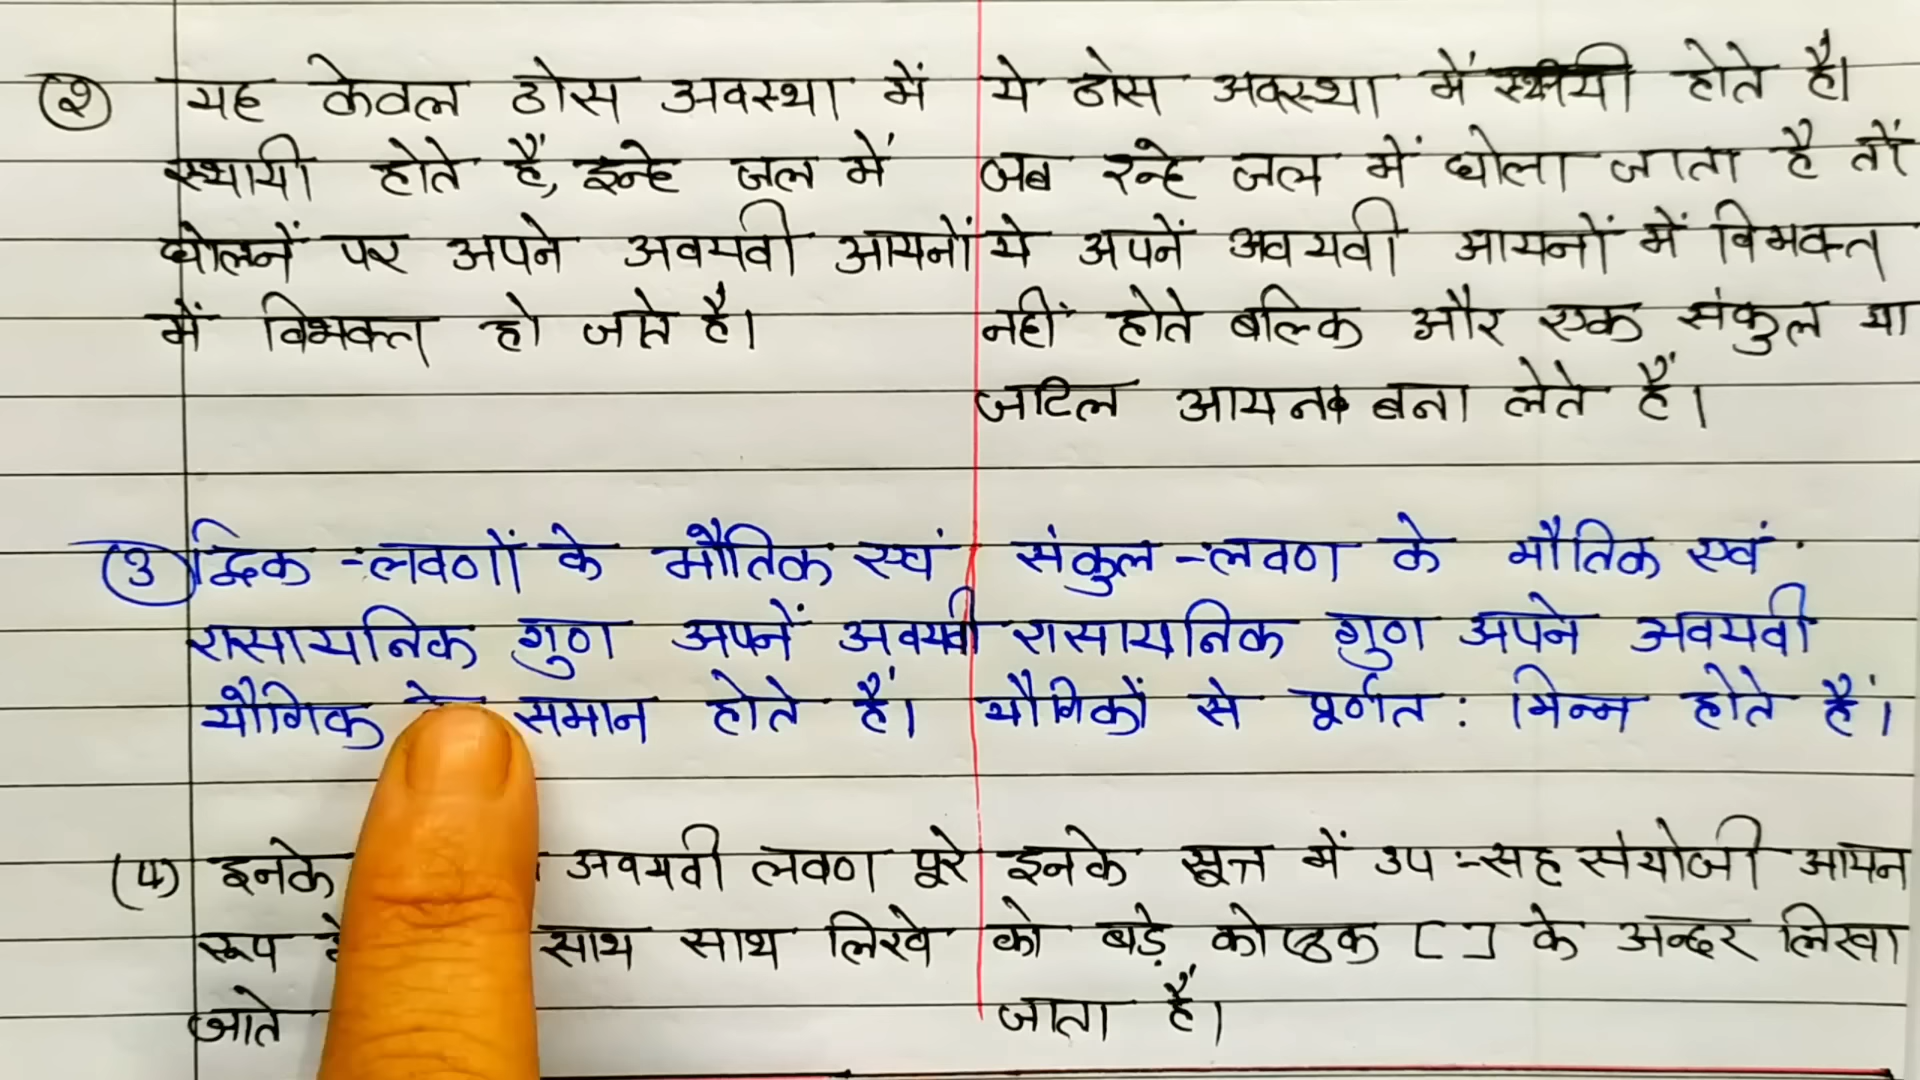 (२) यह केवल ठोस अवस्था में
स्थायी होते हैं, इन्हे जल में
घोलनें पर अपने अवयवी आयनों
में विभक्त हो जाते है।
ये ठोस अवस्था में स्थायी होते है।
जब इन्हे जल में घोला जाता है तों
ये अपनें अवयवी आयनों में विभक्त
नहीं होते बल्कि और एक संकुल या
जटिल आयन बना लेते हैं।
(3) द्विक -लवणों के भौतिक एवं
रासायनिक गुण अपनें अवयवी
यौगिक के समान होते हैं।
संकुल -लवण के भौतिक एवं
रासायनिक गुण अपने अवयवी
यौगिकों से पूर्णत : भिन्न होते हैं।
(4) इनके अवयवी लवण पूरे
रूप साथ साथ लिखे
जाते
इनके सूत्र में उप-सह संयोजी आयन
को बड़े कोष्ठक [ ] के अन्दर लिखा
जाता हैं।